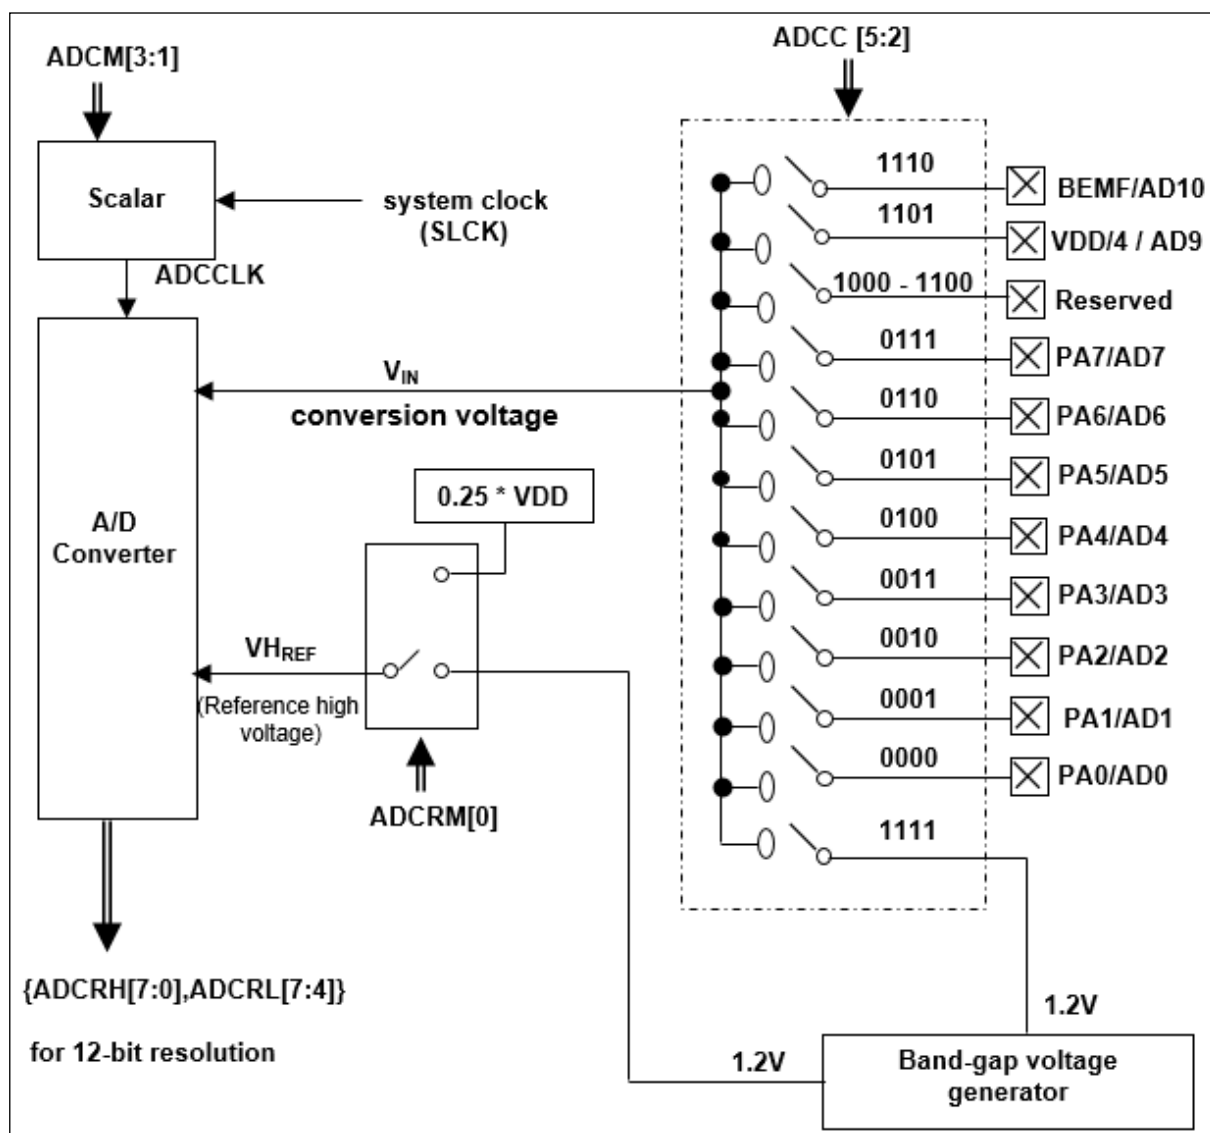 ADCM[3:1]
ADCC [5:2]
Scalar
system clock
(SLCK)
ADCCLK
1110
BEMF/AD10
1101
VDD/4 / AD9
1000 - 1100
Reserved
0111
PA7/AD7
VIN
conversion voltage
0110
PA6/AD6
0101
PA5/AD5
0.25 * VDD
A/D
Converter
0100
PA4/AD4
0011
PA3/AD3
VHREF
(Reference high
voltage)
0010
PA2/AD2
0001
PA1/AD1
0000
PA0/AD0
ADCRM[0]
1111
{ADCRH[7:0],ADCRL[7:4]}
for 12-bit resolution
1.2V
1.2V
Band-gap voltage
generator